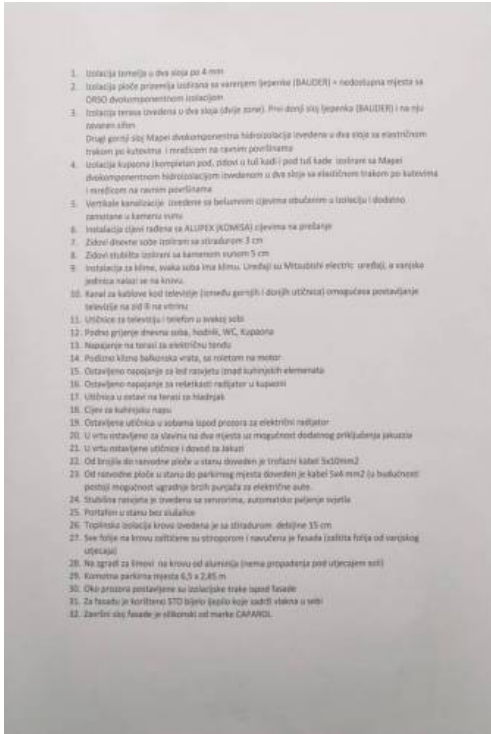 1. Izolacija temelja u dva sloja po 4 mm
2. Izolacija ploče prizemlja izolirana sa varenjem ljepenke (BAUDER) + nedostupna mjesta sa
ORSO dvokomponentnom izolacijom
3. Izolacija terasa izvedena u dva sloja (dvije zone). Prvi donji sloj ljepenka (BAUDER) i na nju
zavaren sifon
Drugi gornji sloj Mapei dvokomponentna hidroizolacija izvedena u dva sloja sa električnom
trakom po kutevima i mrežicom na ravnim površinama
4. Izolacija kupaona (kompletan pod, zidovi u tuš kadi i pod tuš kade izolirani sa Mapei
dvokomponentnom hidroizolacijom izvedenom u dva sloja sa elastičnom trakom po kutevima
i mrežicom na ravnim površinama
5. Vertikale kanalizacije izvedene sa bešumnim cijevima obučenim u izolaciju i dodatno
zamotane u kamenu vunu
6. Instalacija cijevi rađena sa ALUPEX (KOMISA) cijevima na prešanje
7. Zidovi dnevne sobe izolirani sa stiradurom 3 cm
8. Zidovi stubišta izolirani sa kamenom vunom 5 cm
9. Instalacija za klime, svaka soba ima klimu. Uređaji su Mitsubishi electric uređaji, a vanjska
jedinica nalazi se na krovu.
10. Kanal za kablove kod televizije (između gornjih i donjih utičnica) omogućava postavljanje
televizije na zid ili na vitrinu
11. Utičnice za televiziju i telefon u svakoj sobi
12. Podno grijanje dnevna soba, hodnik, WC, Kupaona
13. Napajanje na terasi za električnu tendu
14. Podizno klizna balkonska vrata, sa roletom na motor
15. Ostavljeno napajanje za led rasvjetu iznad kuhinjskih elemenata
16. Ostavljeno napajanje za rešetkasti radijator u kupaoni
17. Utičnica u ostavi na terasi za hladnjak
18. Cijev za kuhinjsku napu
19. Ostavljena utičnica u sobama ispod prozora za električni radijator
20. U vrtu ostavljeno za slavinu na dva mjesta uz mogućnost dodatnog priključenja jakuzzia
21. U vrtu ostavljene utičnice i dovod za Jakuzi
22. Od brojila do razvodne ploče u stanu doveden je trofazni kabel 5x10mm2
23. Od razvodne ploče u stanu do parkirnog mjesta doveden je kabel 5x4 mm2 (u budućnosti
postoji mogućnost ugradnje brzih punjača za električne aute.
24. Stubišna rasvjeta je izvedena sa senzorima, automatsko paljenje svjetla
25. Portafon u stanu bez slušalice
26. Toplinska izolacija krova izvedena je sa stiradurom debljine 15 cm
27. Sve folije na krovu zaštićene su stiroporom i navučena je fasada (zaštita folija od vanjskog
utjecaja)
28. Na zgradi za limovi na krovu od aluminija (nema propadanja pod utjecajem soli)
29. Komotna parkirna mjesta 6,5 x 2,85 m
30. Oko prozora postavljene su izolacijske trake ispod fasade
31. Za fasadu je korišteno STO bijelo ljepilo koje sadrži vlakna u sebi
32. Završni sloj fasade je silikonski od marke CAPAROL